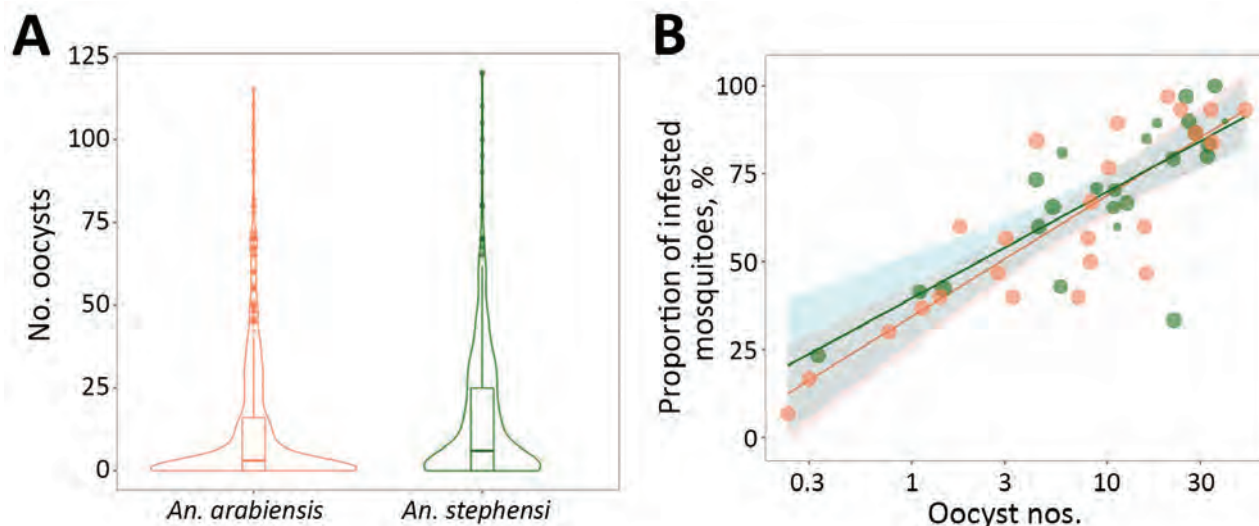 A
125
100
75
50
25
0
No. oocysts
An. arabiensis
An. stephensi
B
100
75
50
25
0
Proportion of infested
mosquitoes, %
0.3
1
3
10
30
Oocyst nos.